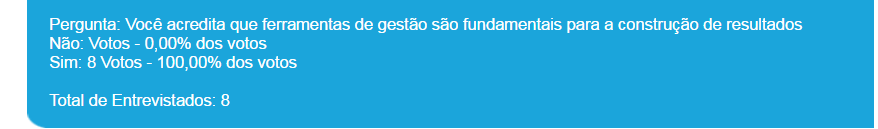 Pergunta: Você acredita que ferramentas de gestão são fundamentais para a construção de resultados
Não: Votos - 0,00% dos votos
Sim: 8 Votos - 100,00% dos votos
Total de Entrevistados: 8